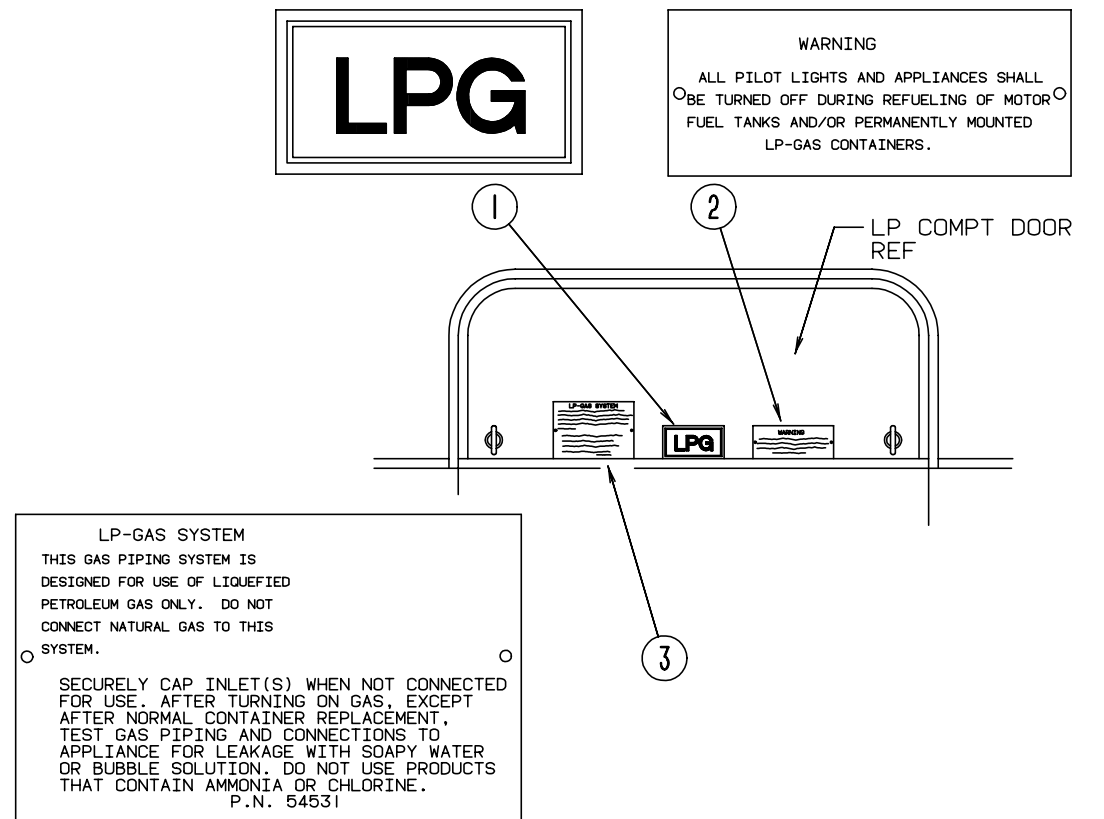 LPG
WARNING
ALL PILOT LIGHTS AND APPLIANCES SHALL
BE TURNED OFF DURING REFUELING OF MOTOR
FUEL TANKS AND/OR PERMANENTLY MOUNTED
LP-GAS CONTAINERS.
1
2
LP COMPT DOOR
REF
LP-GAS SYSTEM
LPG
WARNING
3
LP-GAS SYSTEM
THIS GAS PIPING SYSTEM IS
DESIGNED FOR USE OF LIQUEFIED
PETROLEUM GAS ONLY. DO NOT
CONNECT NATURAL GAS TO THIS
SYSTEM.
SECURELY CAP INLET(S) WHEN NOT CONNECTED
FOR USE. AFTER TURNING ON GAS, EXCEPT
AFTER NORMAL CONTAINER REPLACEMENT,
TEST GAS PIPING AND CONNECTIONS TO
APPLIANCE FOR LEAKAGE WITH SOAPY WATER
OR BUBBLE SOLUTION. DO NOT USE PRODUCTS
THAT CONTAIN AMMONIA OR CHLORINE.
P.N. 54531